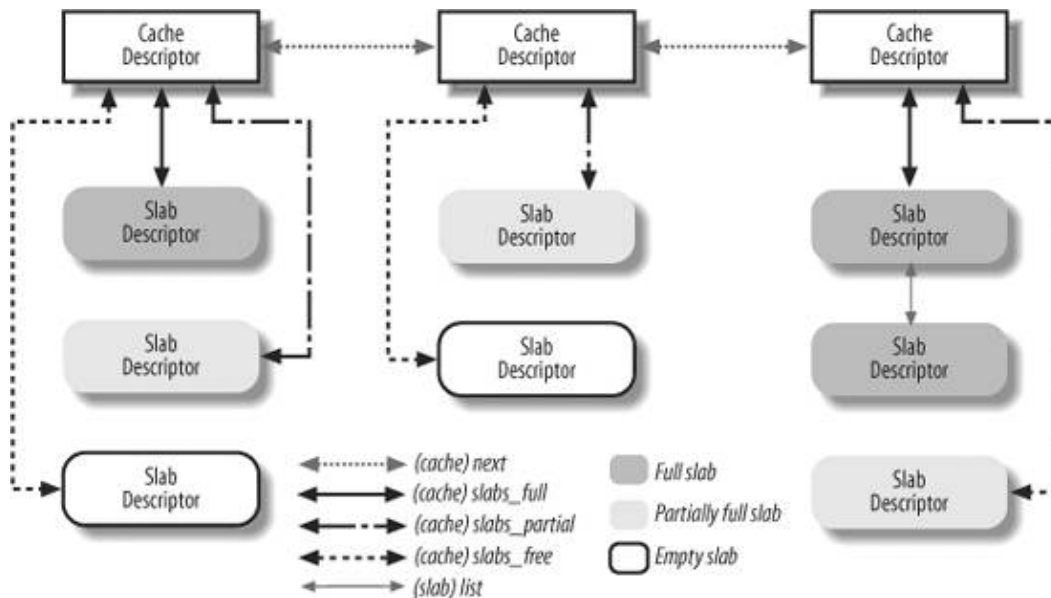 Cache
Descriptor
Cache
Descriptor
Cache
Descriptor
Slab
Descriptor
Slab
Descriptor
Slab
Descriptor
Slab
Descriptor
Slab
Descriptor
Slab
Descriptor
Slab
Descriptor
Slab
Descriptor
(cache) next
(cache) slabs_full
(cache) slabs_partial
(cache) slabs_free
(slab) list
Full slab
Partially full slab
Empty slab